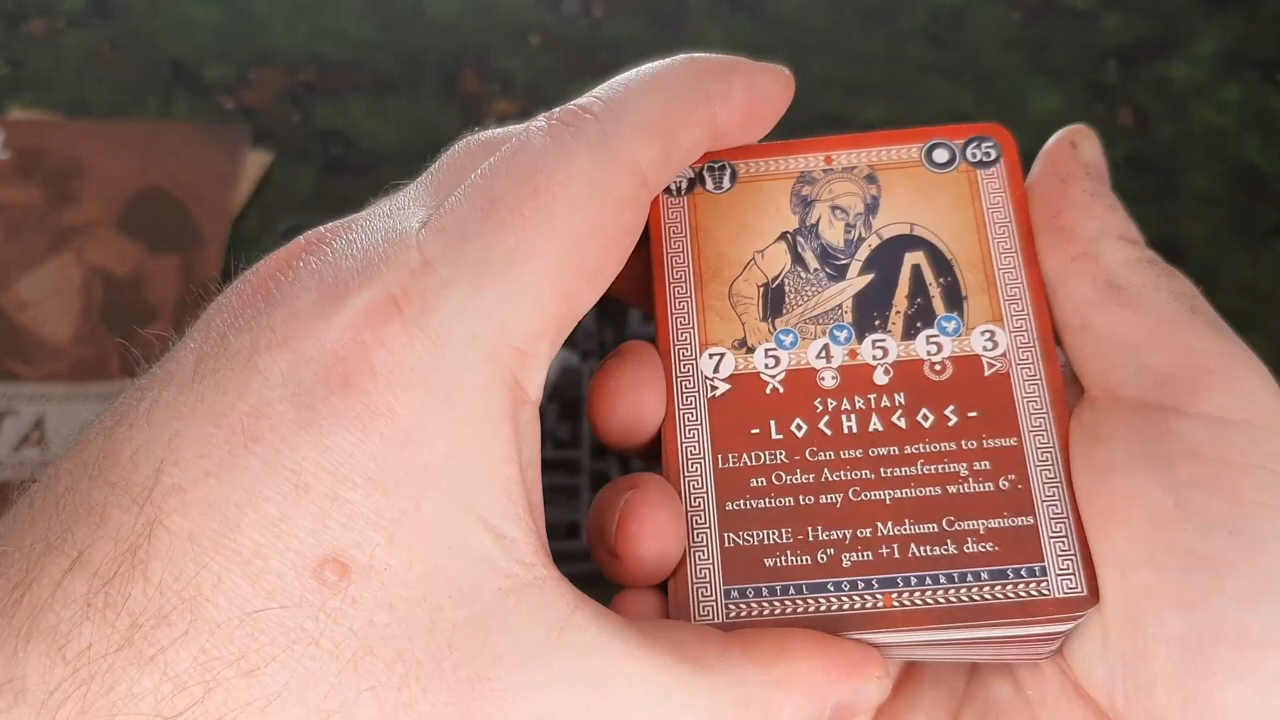 65
7 5 4 5 5 3
SPARTAN
-LOCHAGOS-
LEADER - Can use own actions to issue
an Order Action, transferring an
activation to any Companions within 6".
INSPIRE - Heavy or Medium Companions
within 6" gain +1 Attack dice.
MORTAL GODS SPARTAN SET
TA